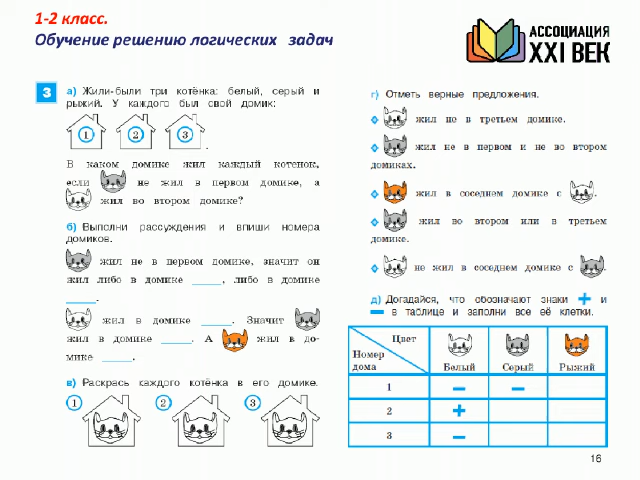 1-2 класс.
Обучение решению логических задач
АССОЦИАЦИЯ
XXI ВЕК
3
а) Жили-были три котёнка: белый, серый и
рыжий. У каждого был свой домик:
1 2 3 .
В каком домике жил каждый котенок,
если не жил в первом домике, а
жил во втором домике?
б) Выполни рассуждения и впиши номера
домиков.
жил не в первом домике, значит он
жил либо в домике _____, либо в домике
_____.
жил в домике _____. Значит
жил в домике _____. А жил в до-
мике _____.
в) Раскрась каждого котёнка в его домике.
1 2 3
г) Отметь верные предложения.
жил не в третьем домике.
жил не в первом и не во втором
домиках.
жил в соседнем домике с .
жил во втором или в третьем
домике.
не жил в соседнем домике с .
д) Догадайся, что обозначают знаки + и
– в таблице и заполни все её клетки.
Цвет
Номер
дома
Белый Серый Рыжий
1 – –
2 +
3 –
16